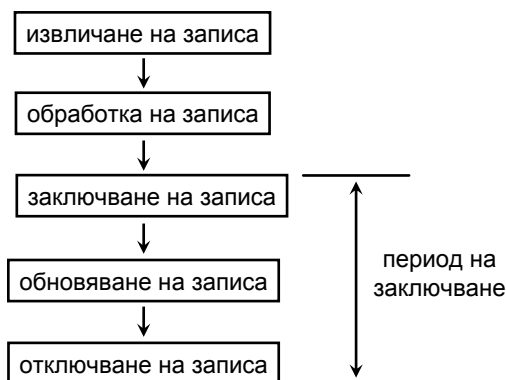 извличане на записа
обработка на записа
заключване на записа
обновяване на записа
отключване на записа
период на
заключване